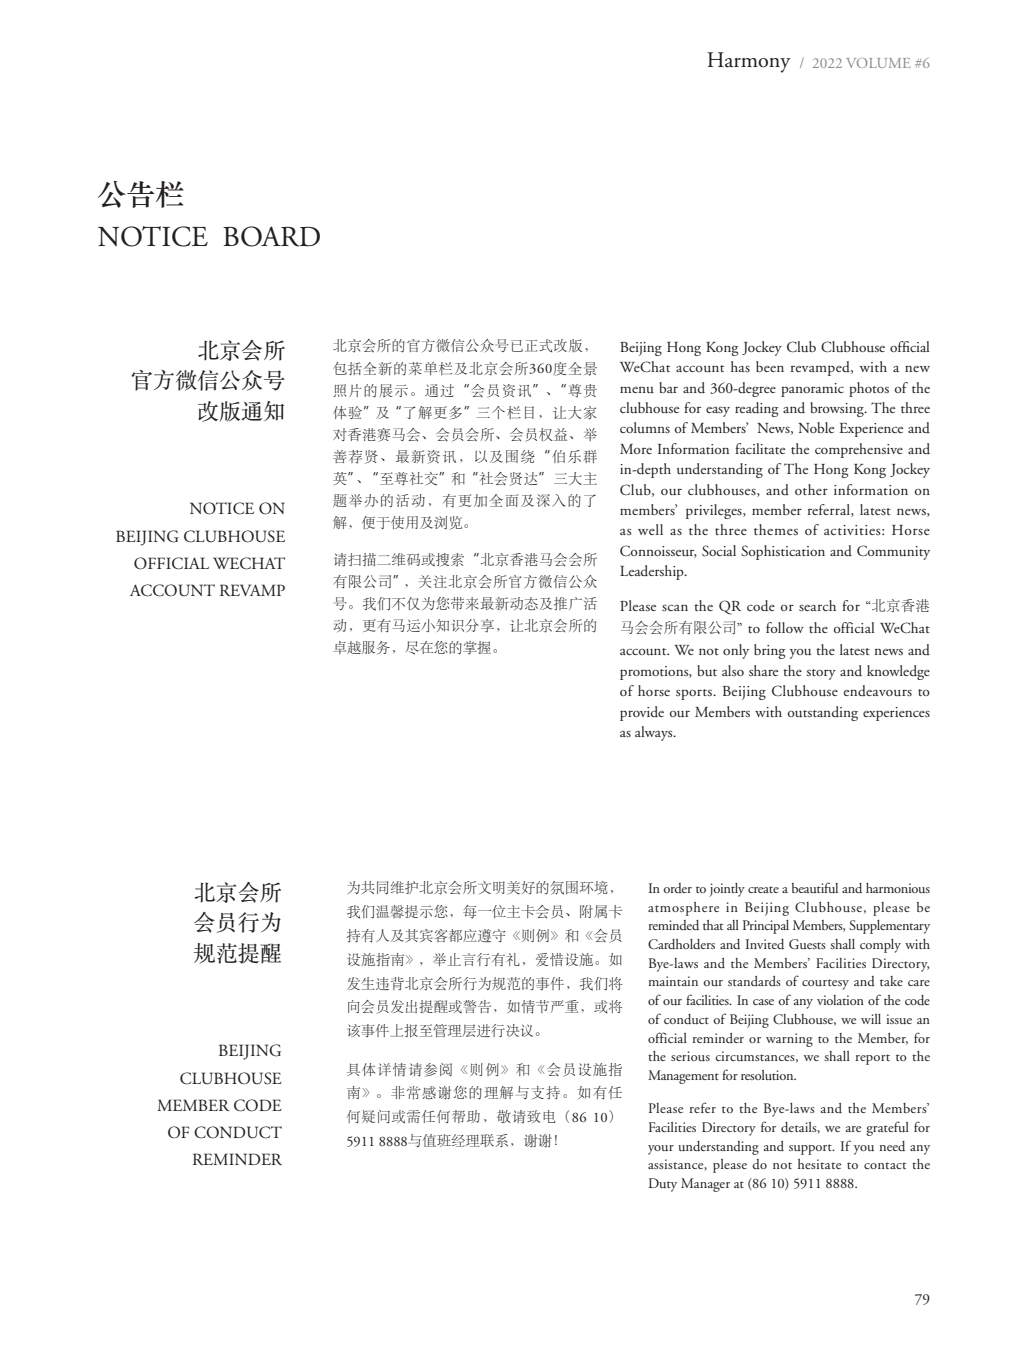 Harmony / 2022 VOLUME #6
公告栏
NOTICE BOARD
北京会所
官方微信公众号
改版通知
NOTICE ON
BEIJING CLUBHOUSE
OFFICIAL WECHAT
ACCOUNT REVAMP
北京会所的官方微信公众号已正式改版，
包括全新的菜单栏及北京会所360度全景
照片的展示。通过“会员资讯”、“尊贵
体验”及“了解更多”三个栏目，让大家
对香港赛马会、会员会所、会员权益、举
善荐贤、最新资讯，以及围绕“伯乐群
英”、“至尊社交”和“社会贤达”三大主
题举办的活动，有更加全面及深入的了
解，便于使用及浏览。
请扫描二维码或搜索“北京香港马会会所
有限公司”，关注北京会所官方微信公众
号。我们不仅为您带来最新动态及推广活
动，更有马运小知识分享，让北京会所的
卓越服务，尽在您的掌握。
Beijing Hong Kong Jockey Club Clubhouse official
WeChat account has been revamped, with a new
menu bar and 360-degree panoramic photos of the
clubhouse for easy reading and browsing. The three
columns of Members’ News, Noble Experience and
More Information facilitate the comprehensive and
in-depth understanding of The Hong Kong Jockey
Club, our clubhouses, and other information on
members’ privileges, member referral, latest news,
as well as the three themes of activities: Horse
Connoisseur, Social Sophistication and Community
Leadership.
Please scan the QR code or search for “北京香港
马会会所有限公司” to follow the official WeChat
account. We not only bring you the latest news and
promotions, but also share the story and knowledge
of horse sports. Beijing Clubhouse endeavours to
provide our Members with outstanding experiences
as always.
北京会所
会员行为
规范提醒
BEIJING
CLUBHOUSE
MEMBER CODE
OF CONDUCT
REMINDER
为共同维护北京会所文明美好的氛围环境，
我们温馨提示您，每一位主卡会员、附属卡
持有人及其宾客都应遵守《则例》和《会员
设施指南》，举止言行有礼，爱惜设施。如
发生违背北京会所行为规范的事件，我们将
向会员发出提醒或警告，如情节严重，或将
该事件上报至管理层进行决议。
具体详情请参阅《则例》和《会员设施指
南》。非常感谢您的理解与支持。如有任
何疑问或需任何帮助，敬请致电（86 10）
5911 8888与值班经理联系，谢谢！
In order to jointly create a beautiful and harmonious
atmosphere in Beijing Clubhouse, please be
reminded that all Principal Members, Supplementary
Cardholders and Invited Guests shall comply with
Bye-laws and the Members’ Facilities Directory,
maintain our standards of courtesy and take care
of our facilities. In case of any violation of the code
of conduct of Beijing Clubhouse, we will issue an
official reminder or warning to the Member, for
the serious circumstances, we shall report to the
Management for resolution.
Please refer to the Bye-laws and the Members’
Facilities Directory for details, we are grateful for
your understanding and support. If you need any
assistance, please do not hesitate to contact the
Duty Manager at (86 10) 5911 8888.
79